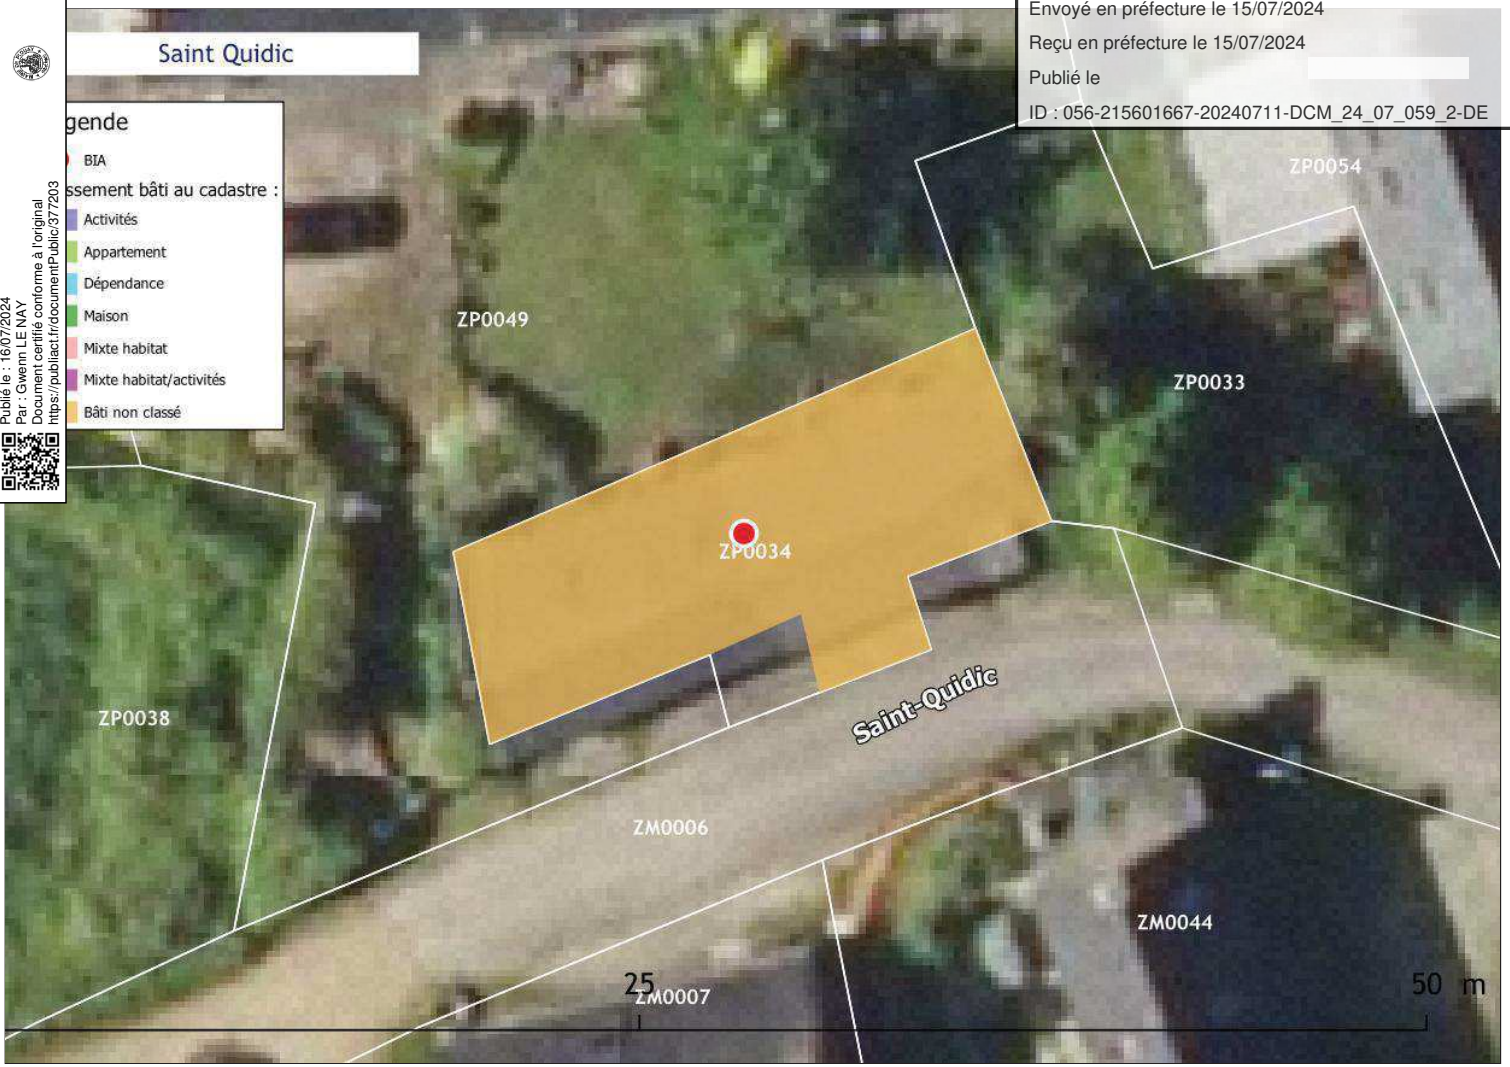 Envoyé en préfecture le 15/07/2024
Reçu en préfecture le 15/07/2024
Publié le
ID : 056-215601667-20240711-DCM_24_07_059_2-DE
Saint Quidic
gende
BIA
ssement bâti au cadastre :
Activités
Appartement
Dépendance
Maison
Mixte habitat
Mixte habitat/activités
Bâti non classé
Publié le : 16/07/2024
Par : Gwenn LE NAY
Document certifié conforme à l'original
https://publiact.fr/documentPublic/377203
ZP0054
ZP0049
ZP0033
ZP0034
Saint-Quidic
ZP0038
ZM0006
ZM0044
25
50 m
ZM0007